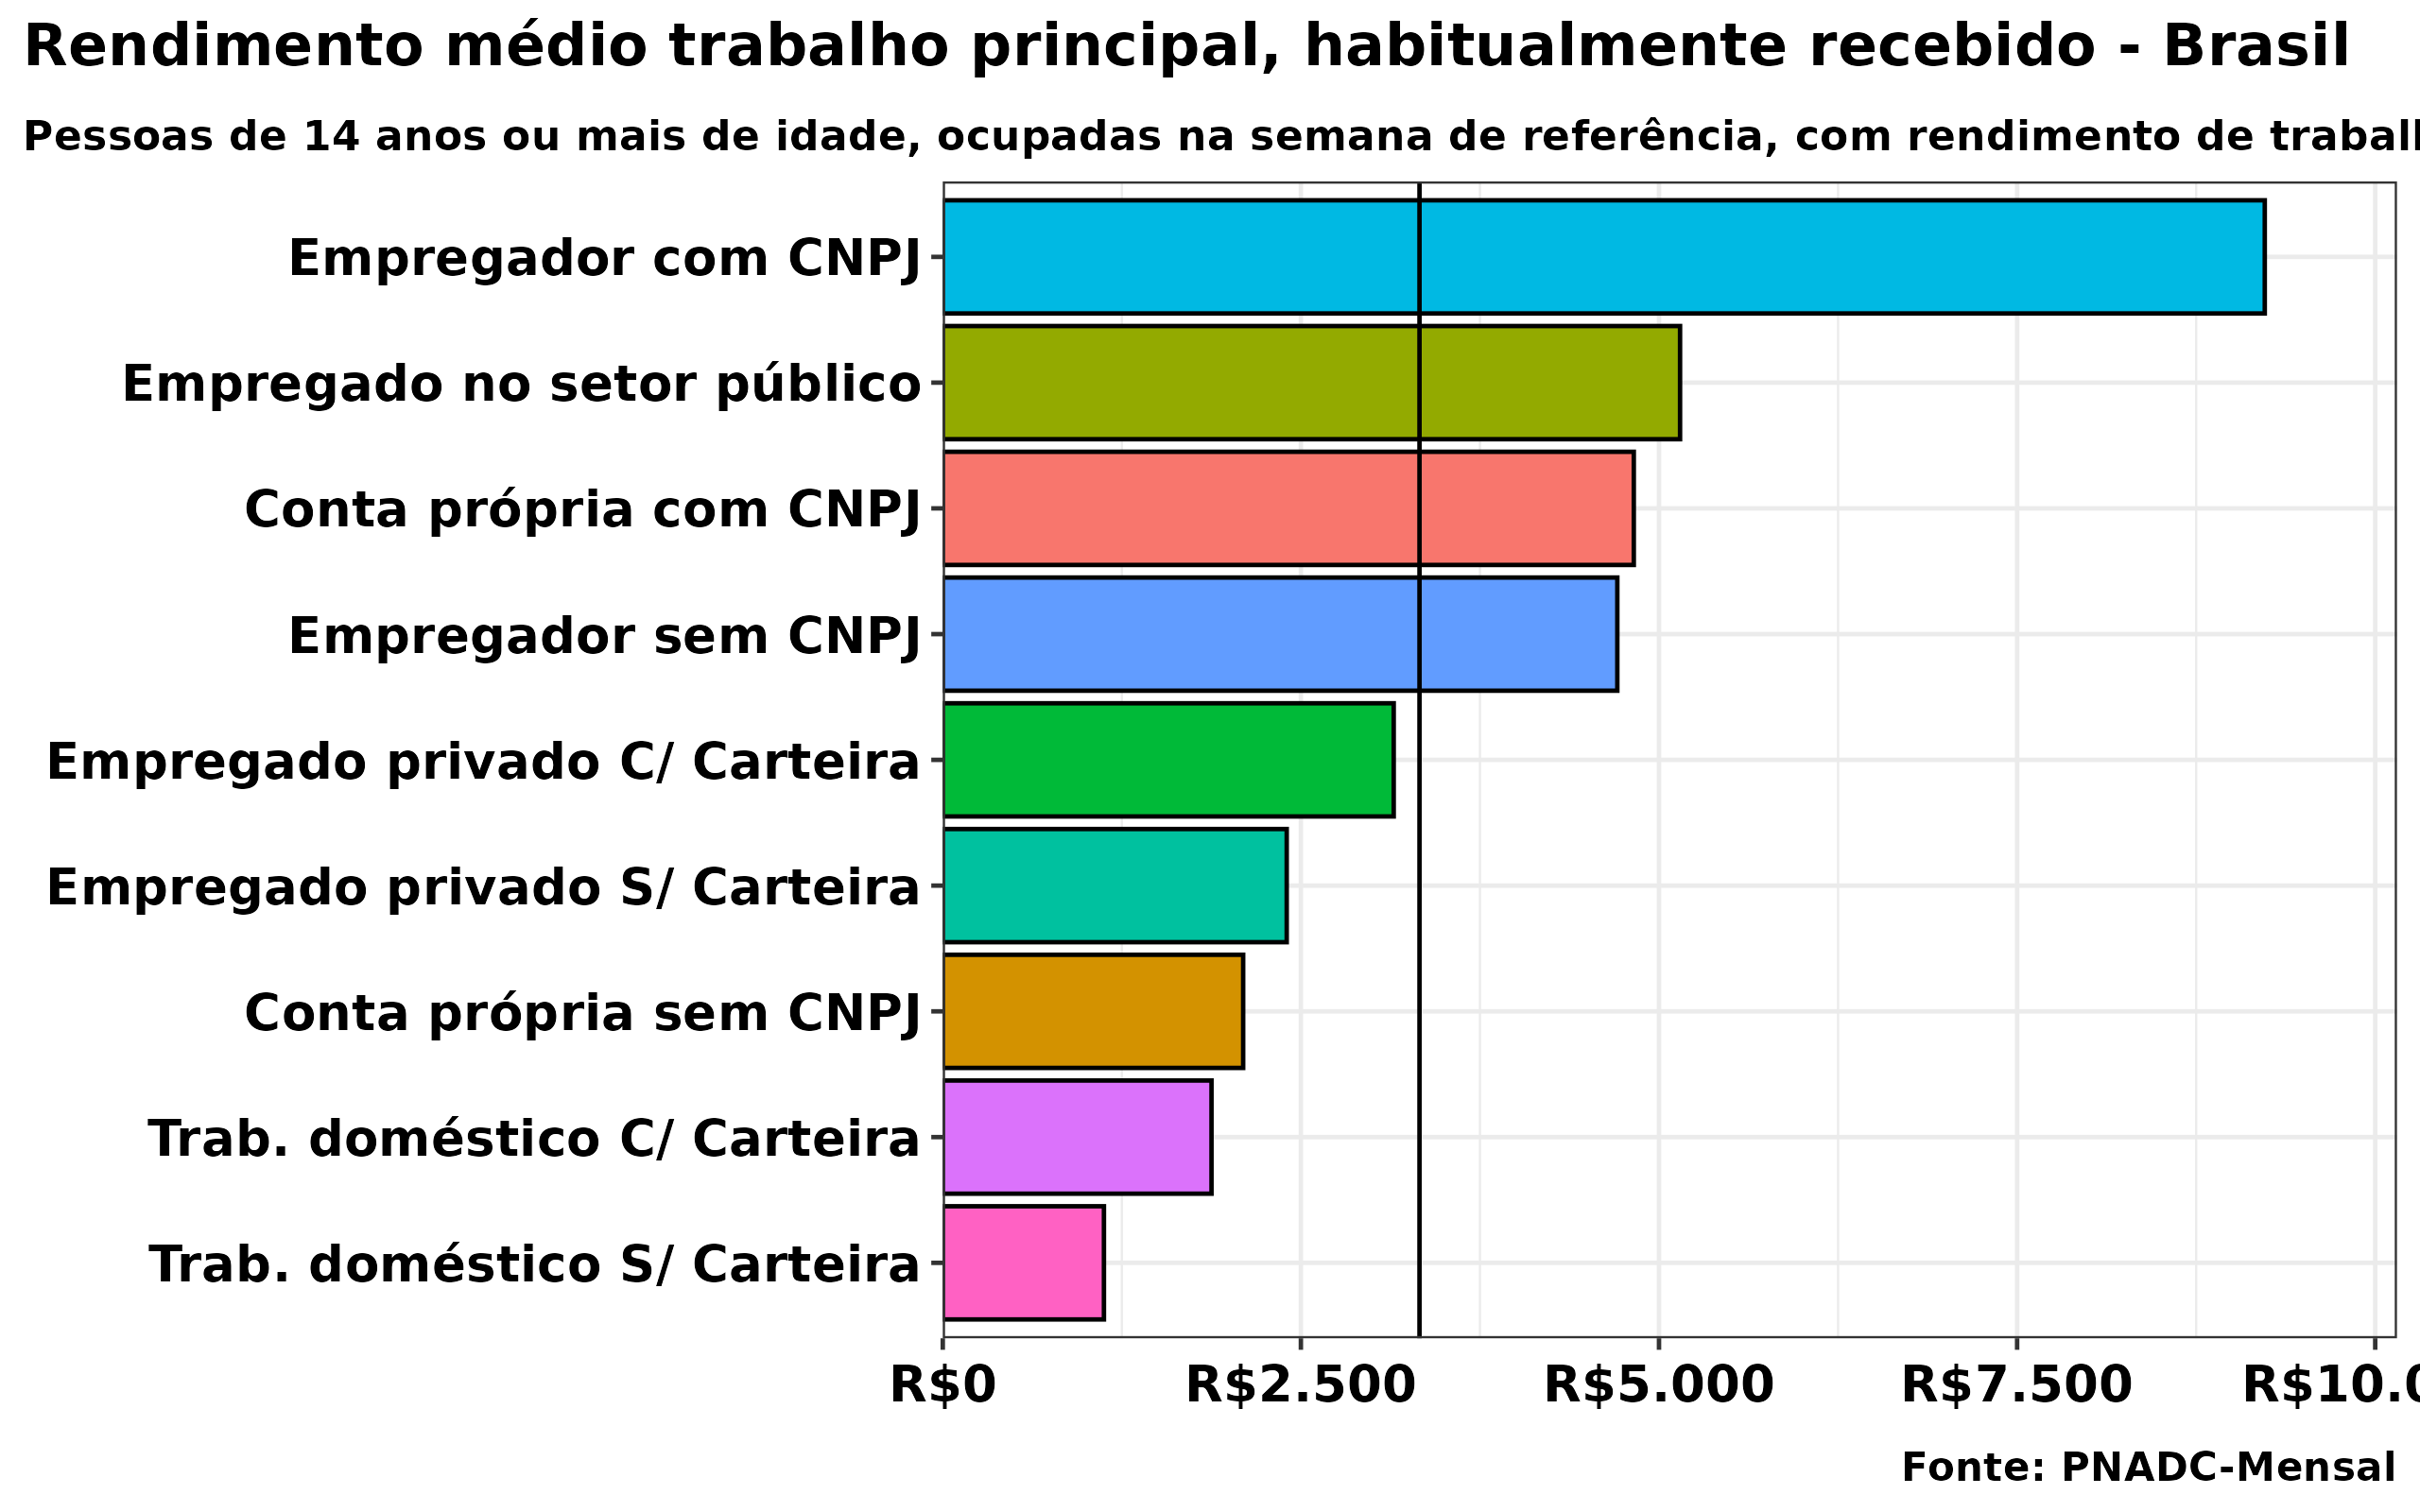 Rendimento médio trabalho principal, habitualmente recebido - Brasil
Pessoas de 14 anos ou mais de idade, ocupadas na semana de referência, com rendimento de
Empregador com CNPJ
Empregado no setor público
Conta própria com CNPJ
Empregador sem CNPJ
Empregado privado C/ Carteira
Empregado privado S/ Carteira
Conta própria sem CNPJ
Trab. doméstico C/ Carteira
Trab. doméstico S/ Carteira
R$0 R$2.500 R$5.000 R$7.500
Fonte: PNADC-Mensal